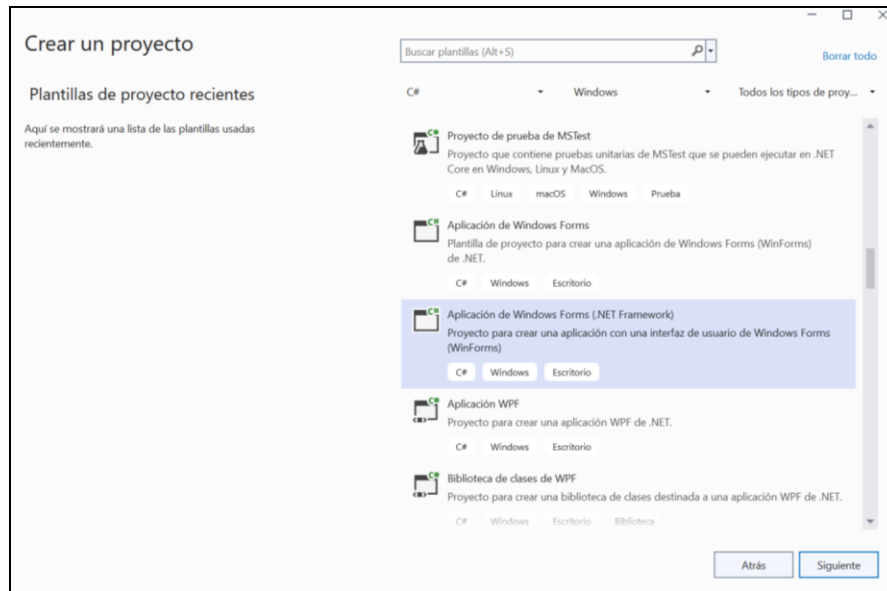 Crear un proyecto
Buscar plantillas (Alt+S)
Borrar todo
Plantillas de proyecto recientes
Aquí se mostrará una lista de las plantillas usadas
recientemente.
C# Windows Todos los tipos de proy...
Proyecto de prueba de MSTest
Proyecto que contiene pruebas unitarias de MSTest que se pueden ejecutar en .NET
Core en Windows, Linux y MacOS.
C# Linux macOS Windows Prueba
Aplicación de Windows Forms
Plantilla de proyecto para crear una aplicación de Windows Forms (WinForms)
de .NET.
C# Windows Escritorio
Aplicación de Windows Forms (.NET Framework)
Proyecto para crear una aplicación con una interfaz de usuario de Windows Forms
(WinForms)
C# Windows Escritorio
Aplicación WPF
Proyecto para crear una aplicación WPF de .NET.
C# Windows Escritorio
Biblioteca de clases de WPF
Proyecto para crear una biblioteca de clases destinada a una aplicación WPF de .NET.
C# Windows Escritorio Biblioteca
Atrás Siguiente